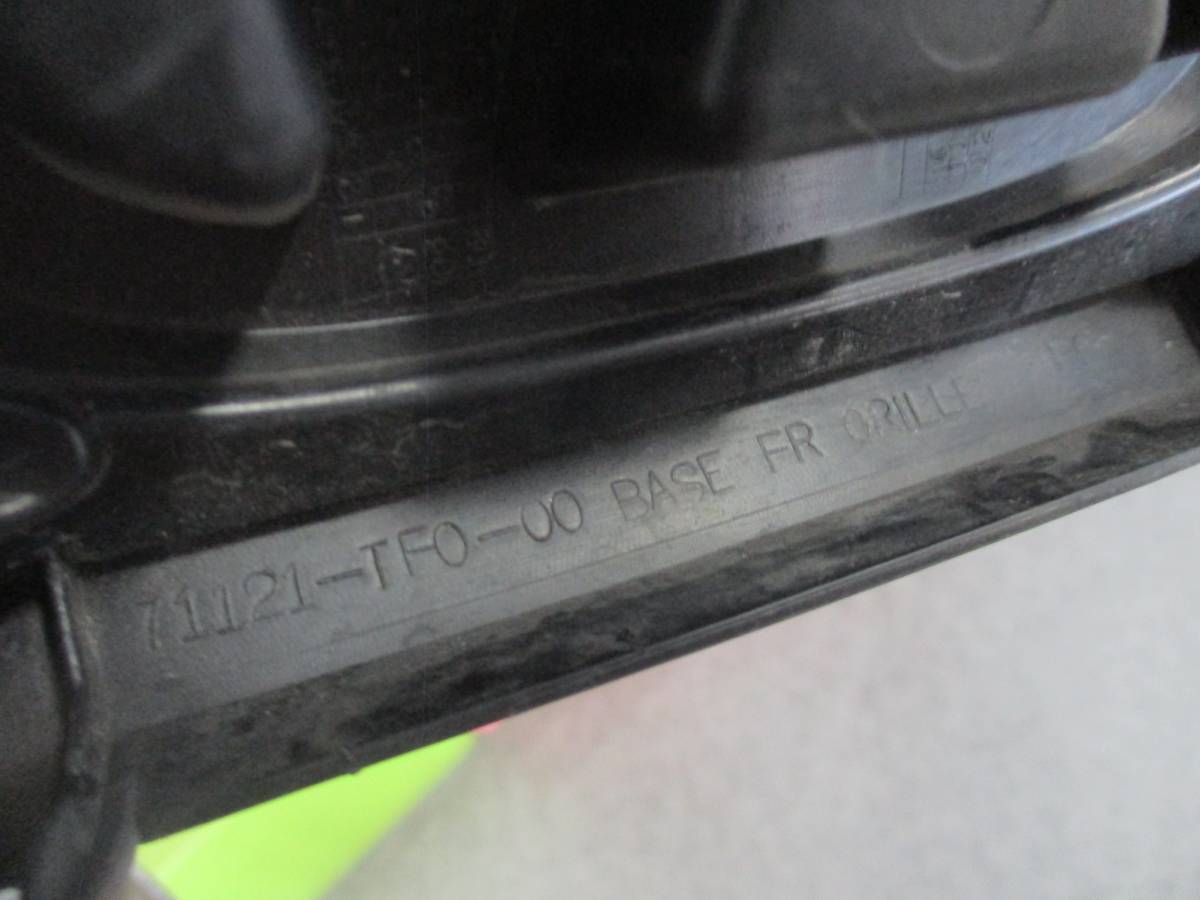 71121-TF0-00 BASE FR GRILLE